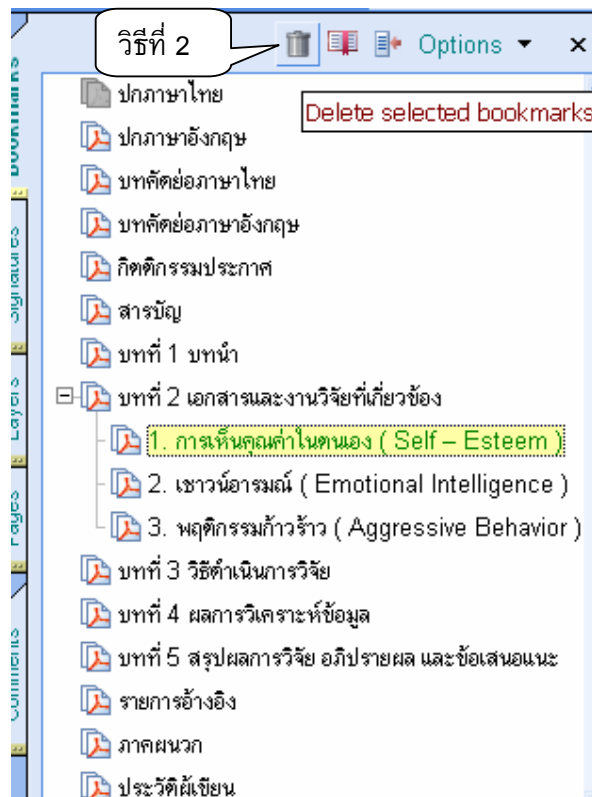 วิธีที่ 2
Options
Delete selected bookmarks
Bookmarks
Signatures
Layers
Pages
Comments
ปกภาษาไทย
ปกภาษาอังกฤษ
บทคัดย่อภาษาไทย
บทคัดย่อภาษาอังกฤษ
กิตติกรรมประกาศ
สารบัญ
บทที่ 1 บทนำ
บทที่ 2 เอกสารและงานวิจัยที่เกี่ยวข้อง
1. การเห็นคุณค่าในตนเอง ( Self – Esteem )
2. เชาวน์อารมณ์ ( Emotional Intelligence )
3. พฤติกรรมก้าวร้าว ( Aggressive Behavior )
บทที่ 3 วิธีดำเนินการวิจัย
บทที่ 4 ผลการวิเคราะห์ข้อมูล
บทที่ 5 สรุปผลการวิจัย อภิปรายผล และข้อเสนอแนะ
รายการอ้างอิง
ภาคผนวก
ประวัติผู้เขียน